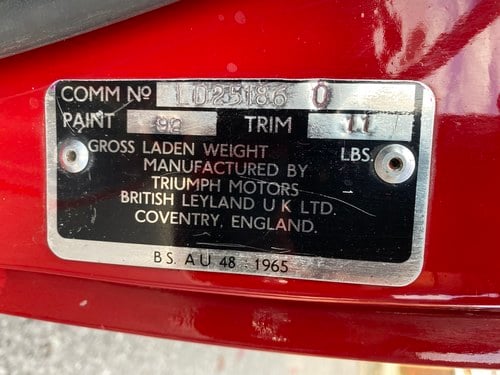 COMM Nº LD25186 O
PAINT 92 TRIM 11
GROSS LADEN WEIGHT LBS.
MANUFACTURED BY
TRIUMPH MOTORS
BRITISH LEYLAND U K LTD.
COVENTRY, ENGLAND.
B S. A U 48 - 1965